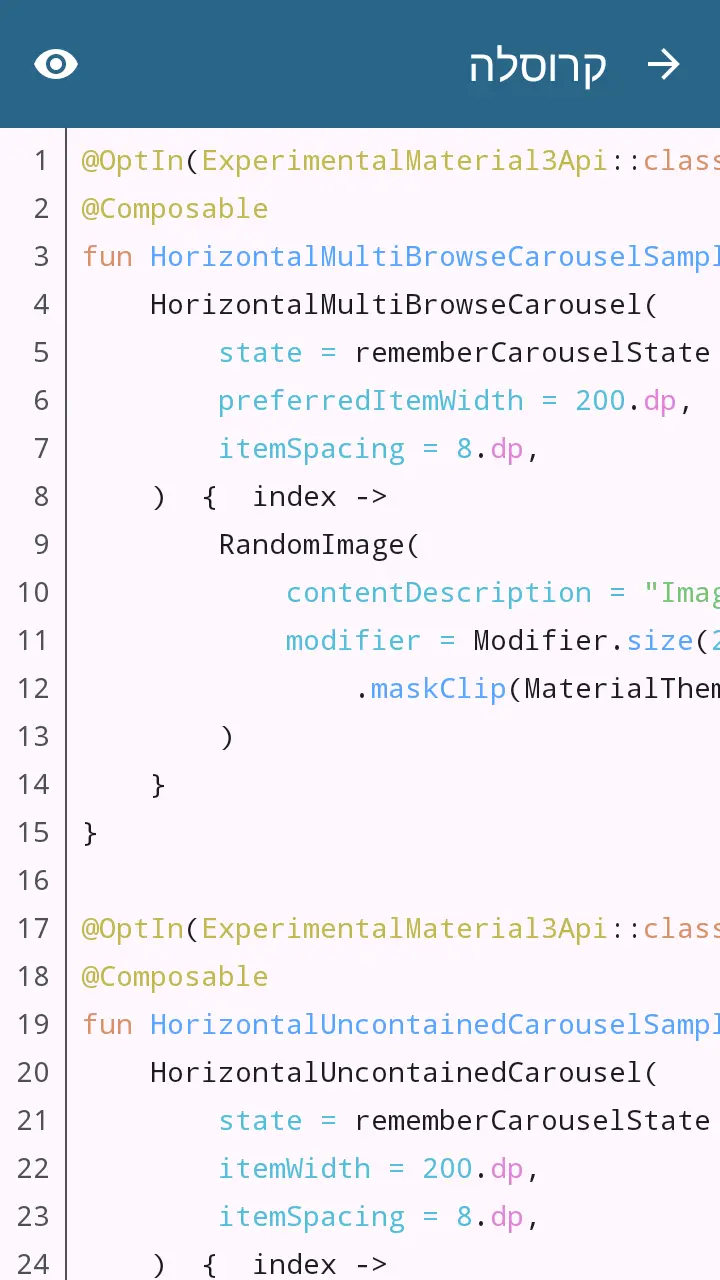 קרוסלה
1 @OptIn(ExperimentalMaterial3Api::class
2 @Composable
3 fun HorizontalMultiBrowseCarouselSampl
4 HorizontalMultiBrowseCarousel(
5 state = rememberCarouselState
6 preferredItemWidth = 200.dp,
7 itemSpacing = 8.dp,
8 ) { index ->
9 RandomImage(
10 contentDescription = "Imag
11 modifier = Modifier.size(2
12 .maskClip(MaterialThem
13 )
14 }
15 }
16
17 @OptIn(ExperimentalMaterial3Api::class
18 @Composable
19 fun HorizontalUncontainedCarouselSampl
20 HorizontalUncontainedCarousel(
21 state = rememberCarouselState
22 itemWidth = 200.dp,
23 itemSpacing = 8.dp,
24 ) { index ->